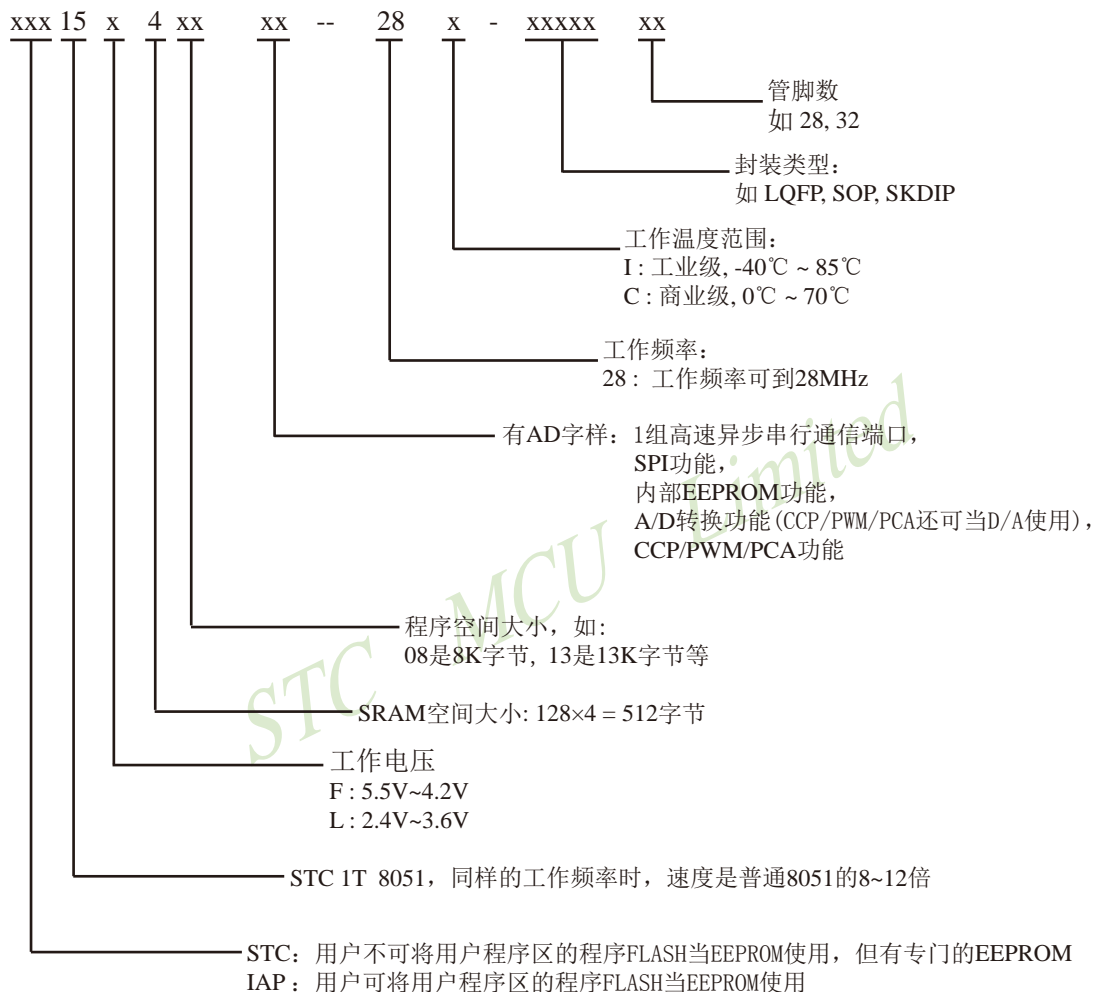 xxx 15 x 4 xx xx -- 28 x - xxxxx xx
管脚数
如 28, 32
封装类型：
如 LQFP, SOP, SKDIP
工作温度范围：
I : 工业级, -40℃ ~ 85℃
C : 商业级, 0℃ ~ 70℃
工作频率：
28 : 工作频率可到28MHz
有AD字样：1组高速异步串行通信端口，
SPI功能，
内部EEPROM功能，
A/D转换功能(CCP/PWM/PCA还可当D/A使用)，
CCP/PWM/PCA功能
程序空间大小，如：
08是8K字节, 13是13K字节等
SRAM空间大小: 128×4 = 512字节
工作电压
F : 5.5V~4.2V
L : 2.4V~3.6V
STC 1T 8051，同样的工作频率时，速度是普通8051的8~12倍
STC：用户不可将用户程序区的程序FLASH当EEPROM使用，但有专门的EEPROM
IAP：用户可将用户程序区的程序FLASH当EEPROM使用
STC MCU Limited